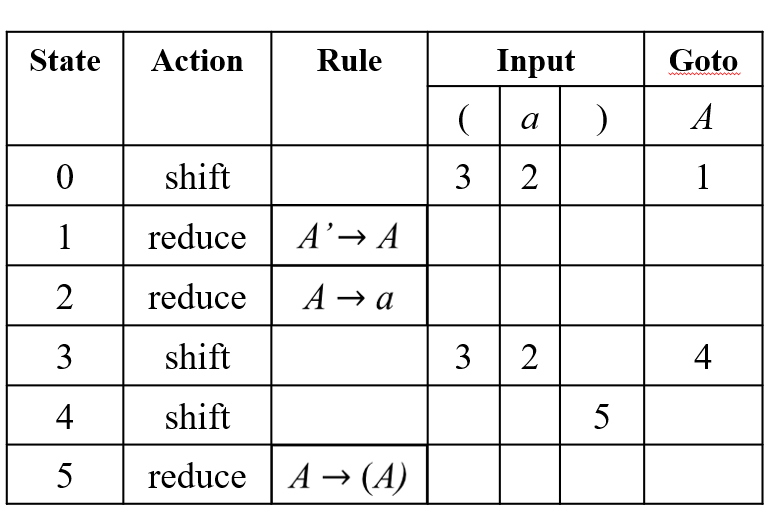 State Action Rule Input Goto
( a ) A
0 shift 3 2 1
1 reduce A’→ A
2 reduce A → a
3 shift 3 2 4
4 shift 5
5 reduce A → (A)